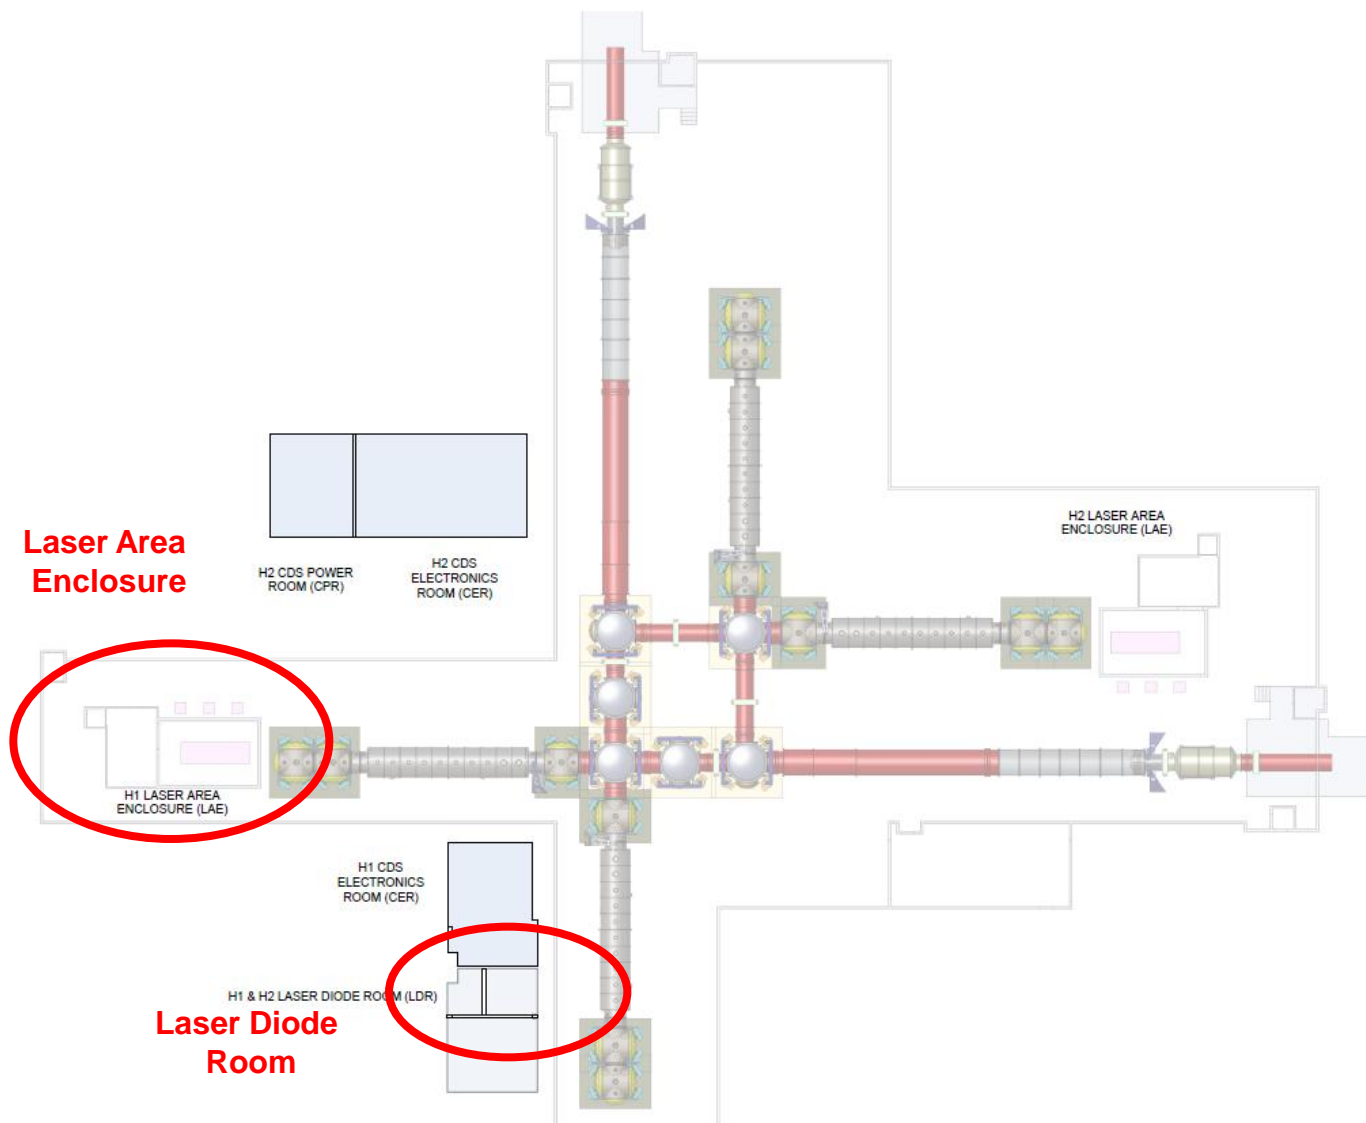 H2 LASER AREA
ENCLOSURE (LAE)
Laser Area
Enclosure
H2 CDS POWER
ROOM (CPR)
H2 CDS
ELECTRONICS
ROOM (CER)
H1 LASER AREA
ENCLOSURE (LAE)
H1 CDS
ELECTRONICS
ROOM (CER)
H1 & H2 LASER DIODE ROOM (LDR)
Laser Diode
Room